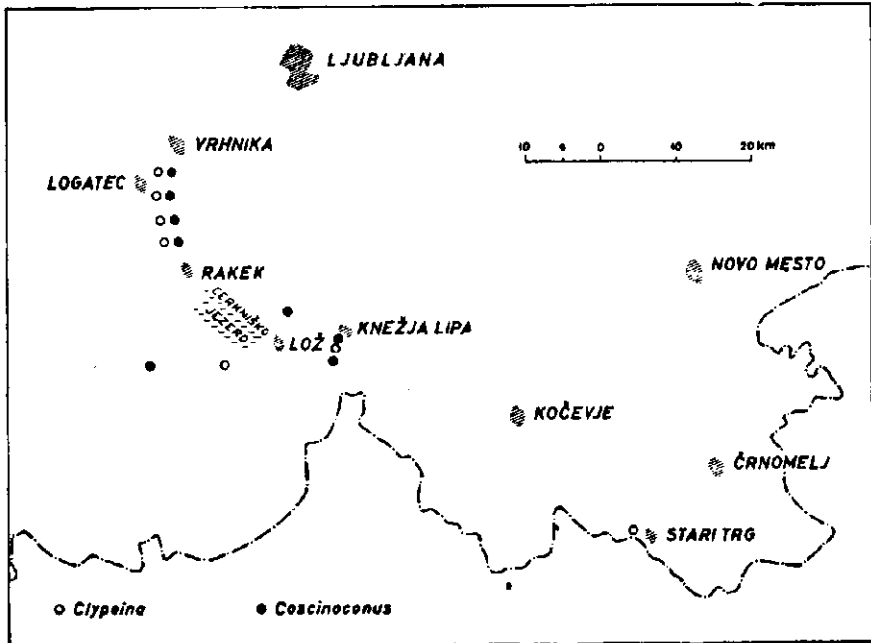 LJUBLJANA
VRHNIKA
10 6 0 10 20 km
LOGATEC
RAKEK
NOVO MESTO
CERKNIŠKO
JEZERO
LOŽ
KNEŽJA LIPA
KOČEVJE
ČRNOMELJ
STARI TRG
Clypeina
Coscinoconus